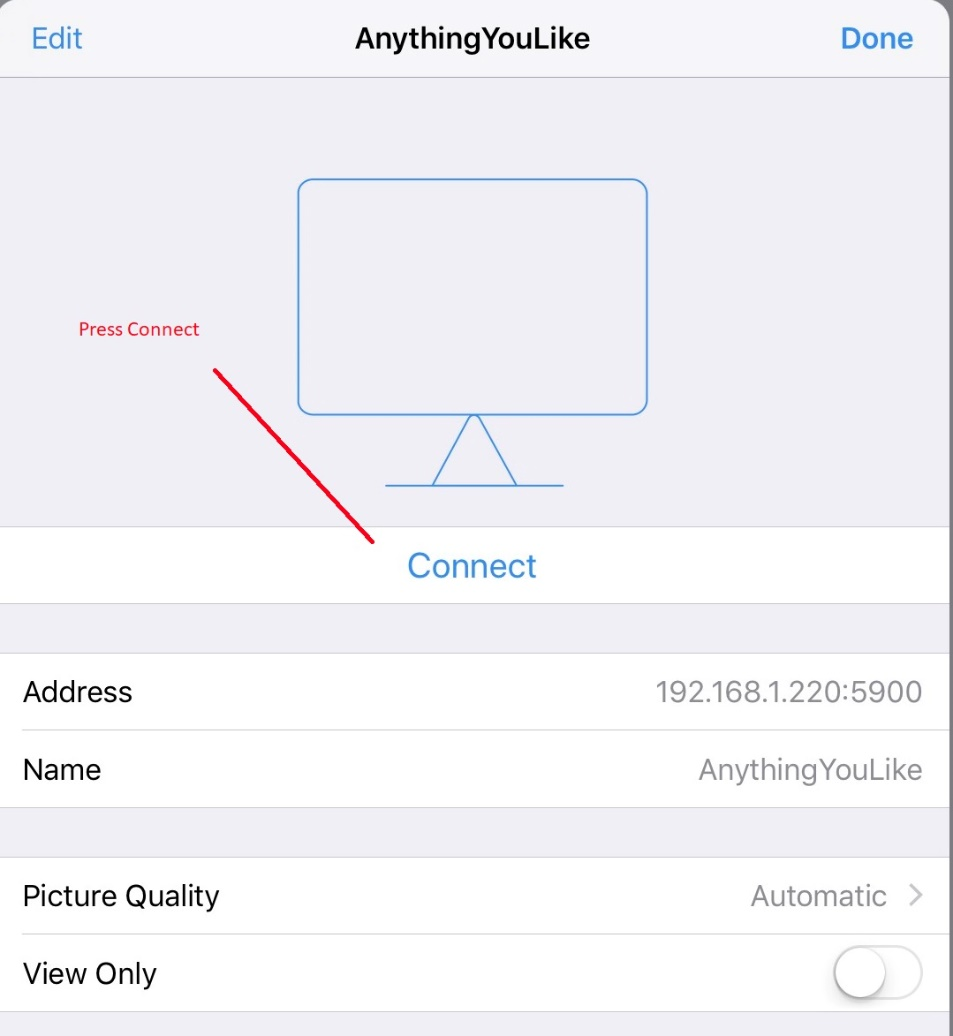 Edit AnythingYouLike Done
Press Connect
Connect
Address 192.168.1.220:5900
Name AnythingYouLike
Picture Quality Automatic
View Only